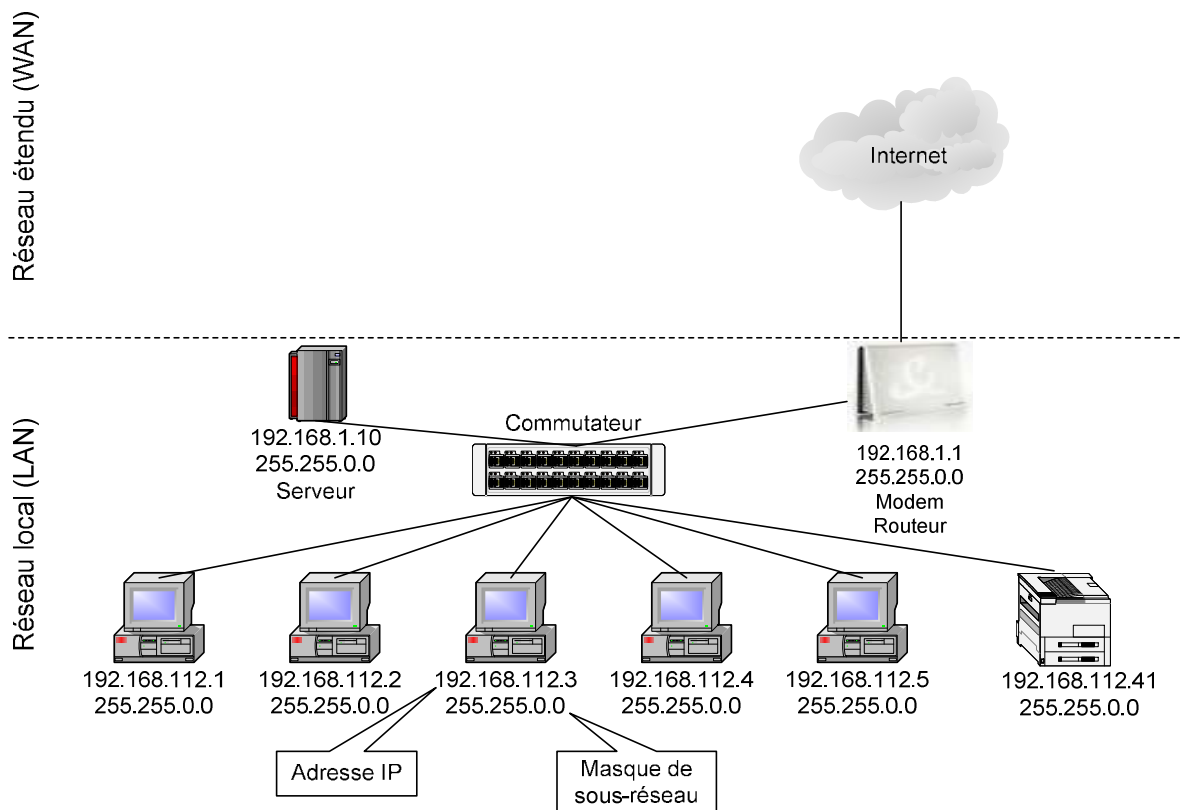 Réseau étendu (WAN)
Internet
Réseau local (LAN)
192.168.1.10
255.255.0.0
Serveur
Commutateur
192.168.1.1
255.255.0.0
Modem
Routeur
192.168.112.1
255.255.0.0
192.168.112.2
255.255.0.0
192.168.112.3
255.255.0.0
192.168.112.4
255.255.0.0
192.168.112.5
255.255.0.0
192.168.112.41
255.255.0.0
Adresse IP
Masque de
sous-réseau